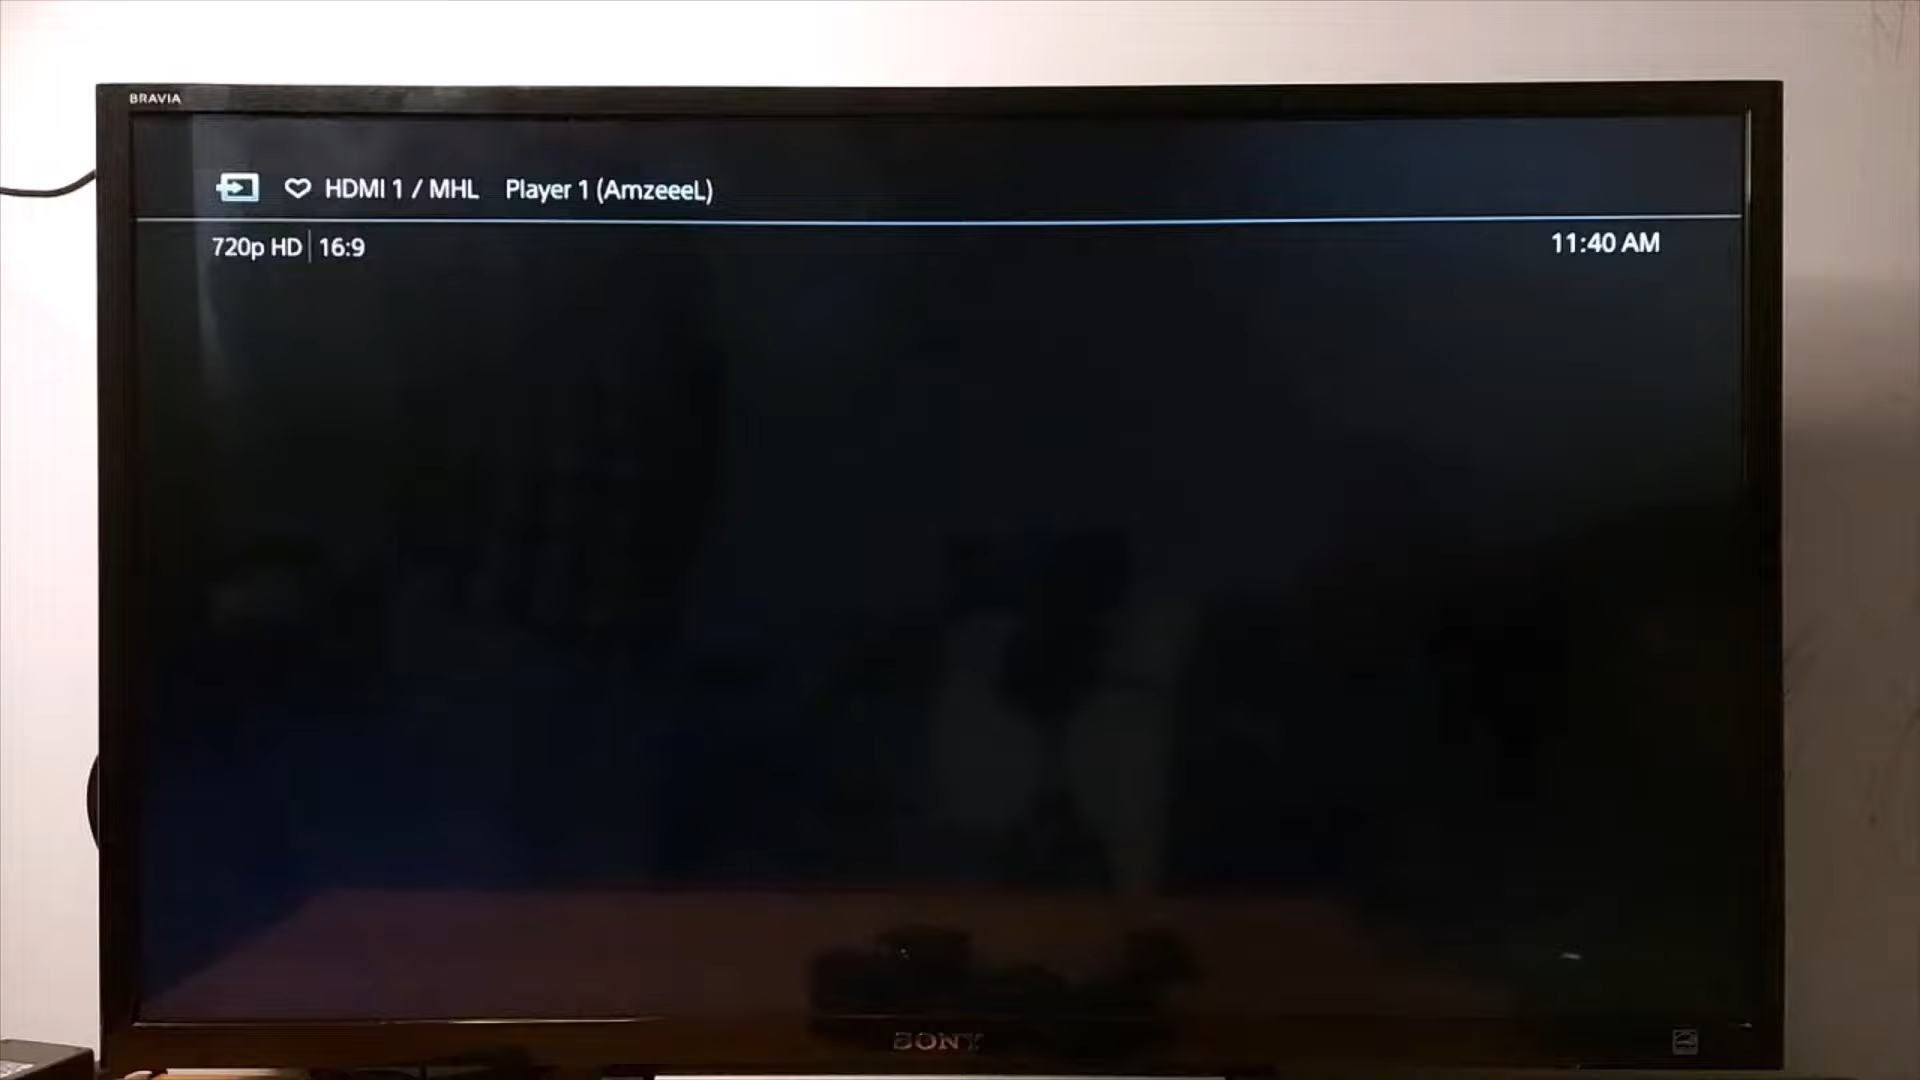 BRAVIA
HDMI 1 / MHL Player 1 (AmzeeeL)
720p HD 16:9
11:40 AM
SONY